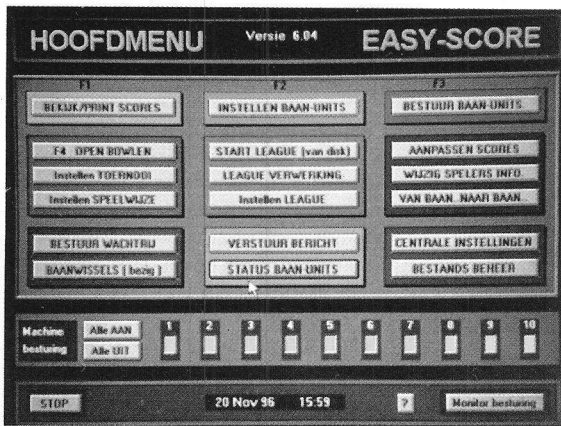 HOOFDMENU Versie 6.04 EASY-SCORE
F1 F2 F3
BEKIJK/PRINT SCORES INSTELLEN BAAN-UNITS BESTUUR BAAN-UNITS
F4 OPEN BOWLEN START LEAGUE (van disk) AANPASSEN SCORES
Instellen TOERNOOI LEAGUE VERWERKING WIJZIG SPELERS INFO.
Instellen SPEELWIJZE Instellen LEAGUE VAN BAAN..NAAR BAAN..
BESTUUR WACHTRIJ VERSTUUR BERICHT CENTRALE INSTELLINGEN
BAANWISSELS [ bezig ] STATUS BAAN-UNITS BESTANDS BEHEER
Machine besturing Alle AAN 1 2 3 4 5 6 7 8 9 10
Alle UIT
STOP 20 Nov 96 15:59 ? Monitor besturing